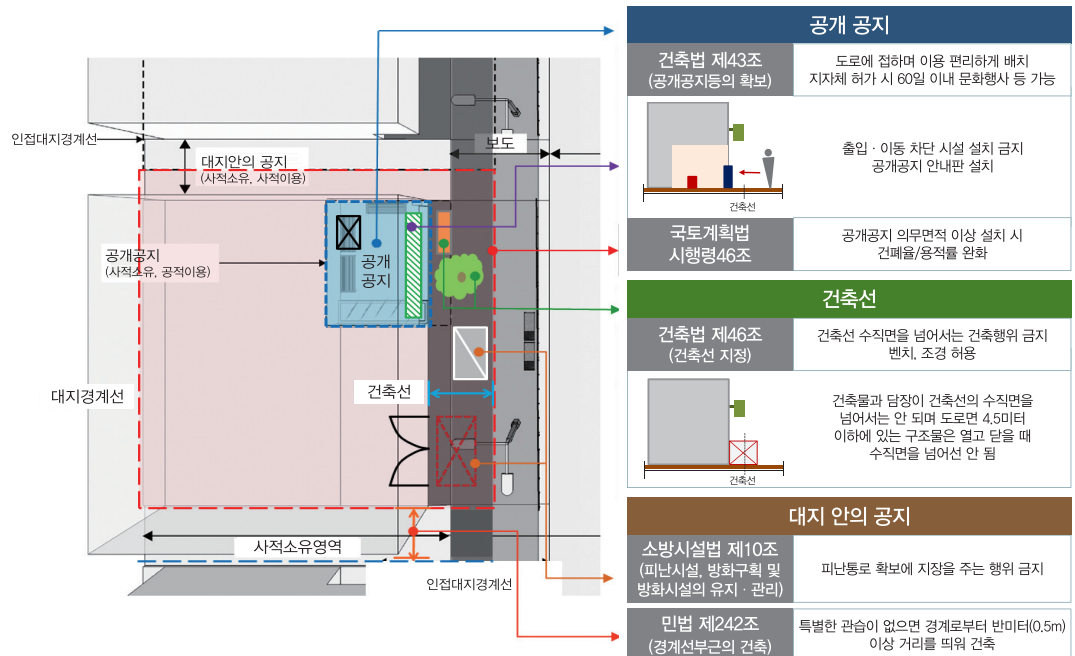 인접대지경계선
대지안의 공지
(사적소유, 사적이용)
보도
공개공지
(사적소유, 공적이용)
공개
공지
대지경계선
건축선
사적소유영역
인접대지경계선
공개 공지
건축법 제43조
(공개공지등의 확보)
도로에 접하며 이용 편리하게 배치
지자체 허가 시 60일 이내 문화행사 등 가능
출입 · 이동 차단 시설 설치 금지
공개공지 안내판 설치
건축선
국토계획법
시행령46조
공개공지 의무면적 이상 설치 시
건폐율/용적률 완화
건축선
건축법 제46조
(건축선 지정)
건축선 수직면을 넘어서는 건축행위 금지
벤치, 조경 허용
건축물과 담장이 건축선의 수직면을
넘어서는 안 되며 도로면 4.5미터
이하에 있는 구조물은 열고 닫을 때
수직면을 넘어선 안 됨
건축선
대지 안의 공지
소방시설법 제10조
(피난시설, 방화구획 및
방화시설의 유지 · 관리)
피난통로 확보에 지장을 주는 행위 금지
민법 제242조
(경계선부근의 건축)
특별한 관습이 없으면 경계로부터 반미터(0.5m)
이상 거리를 띄워 건축